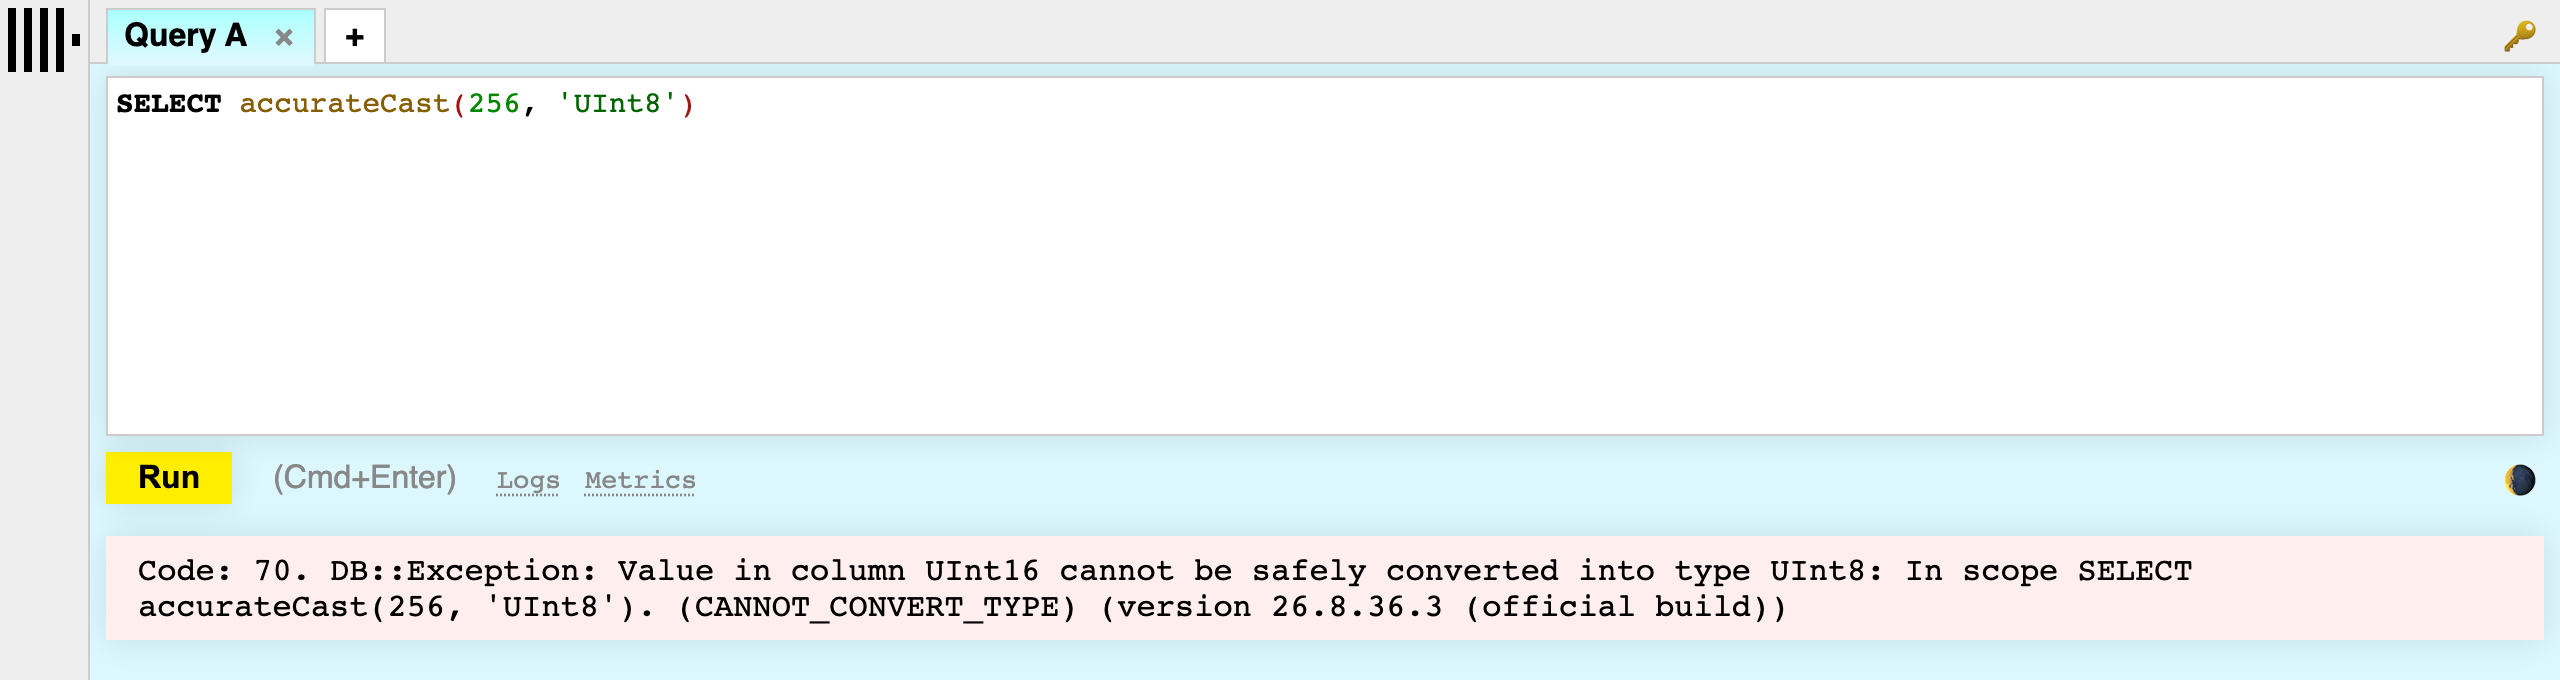 Query A × +
SELECT accurateCast(256, 'UInt8')
Run (Cmd+Enter) Logs Metrics
Code: 70. DB::Exception: Value in column UInt16 cannot be safely converted into type UInt8: In scope SELECT
accurateCast(256, 'UInt8'). (CANNOT_CONVERT_TYPE) (version 26.8.36.3 (official build))